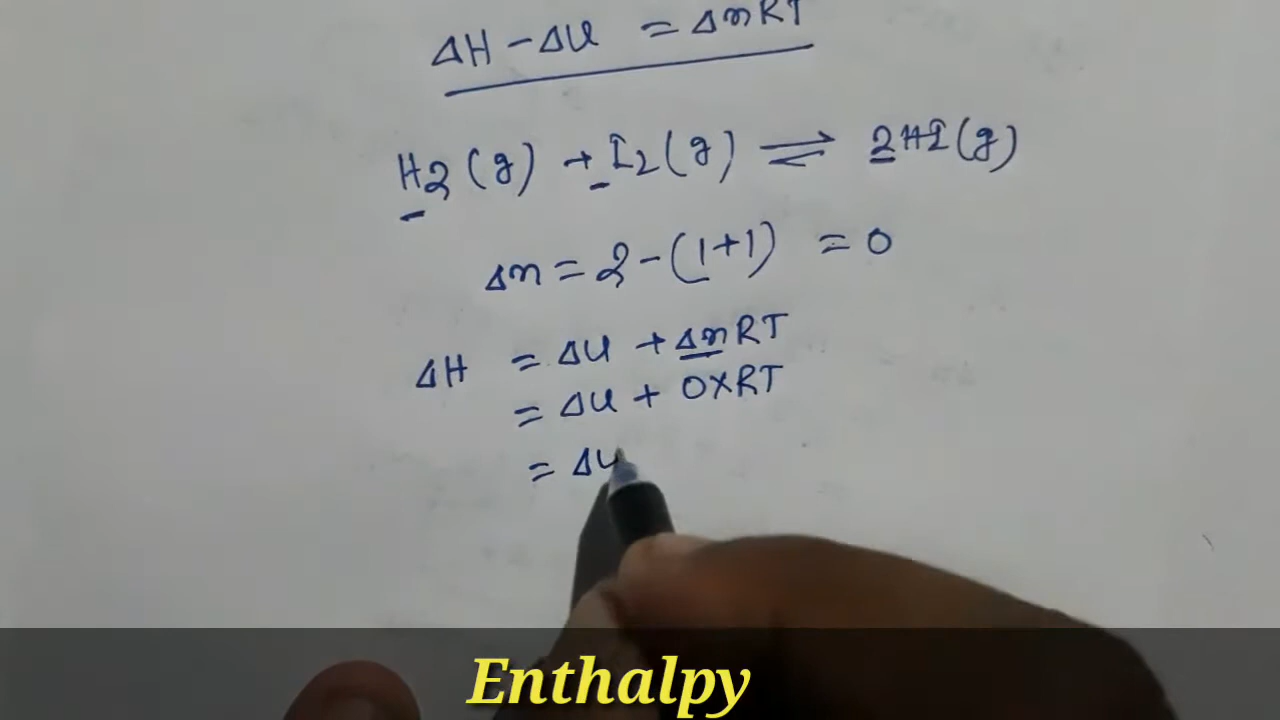 ΔH - ΔU = ΔnRT
H2(g) + I2(g) ⇌ 2HI(g)
Δn = 2 - (1+1) = 0
ΔH = ΔU + ΔnRT
= ΔU + 0×RT
= ΔU
Enthalpy